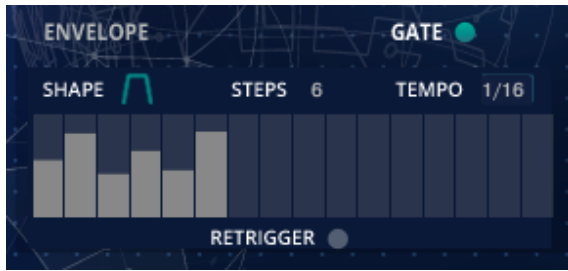 ENVELOPE GATE
SHAPE STEPS 6 TEMPO 1/16
RETRIGGER